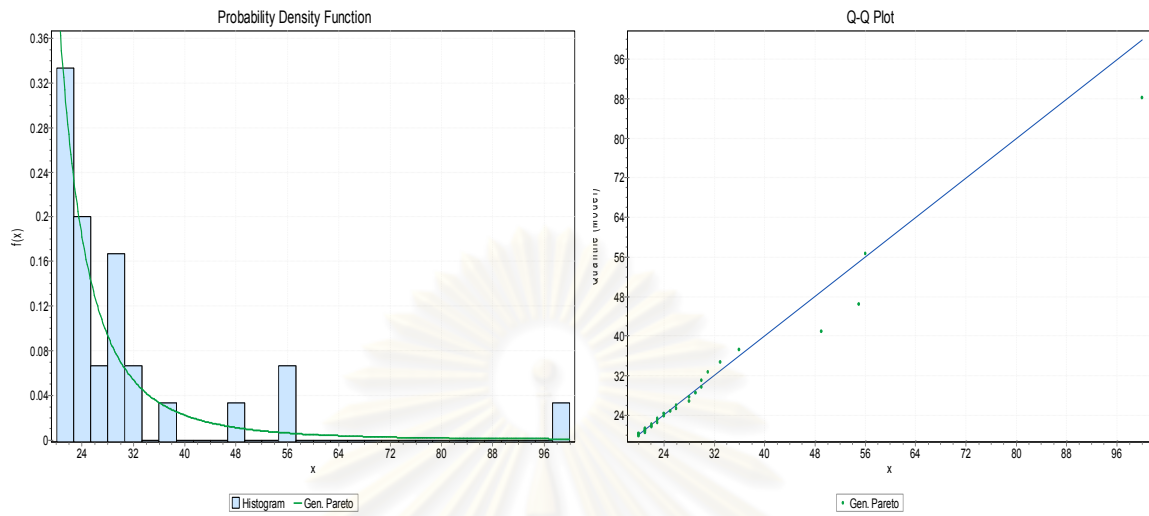 Probability Density Function
0.36
0.32
0.28
0.24
0.2
0.16
0.12
0.08
0.04
0
f(x)
24 32 40 48 56 64 72 80 88 96
x
Histogram Gen. Pareto
Q-Q Plot
96
88
80
72
64
56
48
40
32
24
24 32 40 48 56 64 72 80 88 96
x
Gen. Pareto